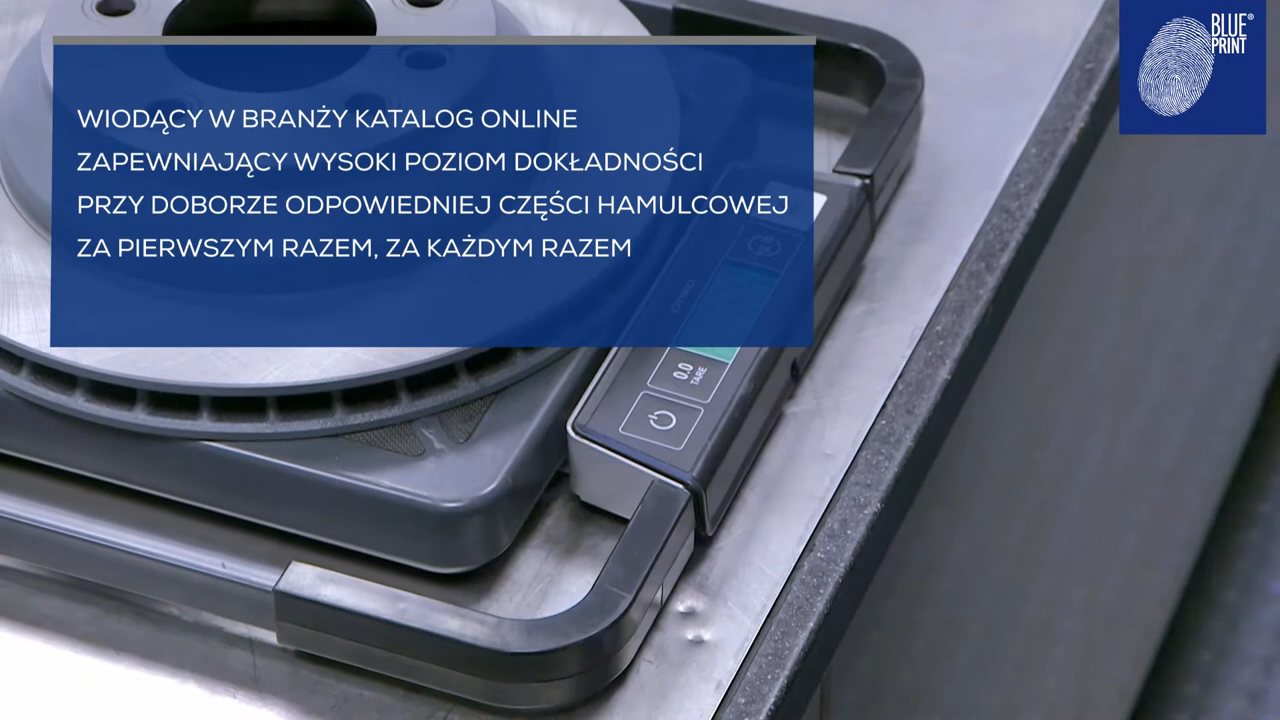 WIODĄCY W BRANŻY KATALOG ONLINE
ZAPEWNIAJĄCY WYSOKI POZIOM DOKŁADNOŚCI
PRZY DOBORZE ODPOWIEDNIEJ CZĘŚCI HAMULCOWEJ
ZA PIERWSZYM RAZEM, ZA KAŻDYM RAZEM
BLUE®
PRINT
0.0
TARE